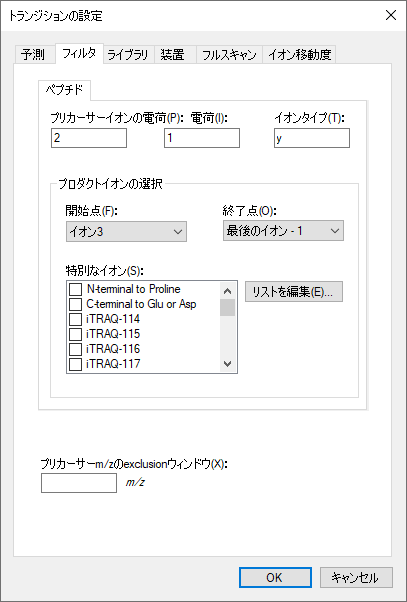 トランジションの設定
予測 フィルタ ライブラリ 装置 フルスキャン イオン移動度
ペプチド
プリカーサーイオンの電荷(P): 電荷(I): イオンタイプ(T):
2 1 y
プロダクトイオンの選択
開始点(F): 終了点(O):
イオン3 最後のイオン - 1
特別なイオン(S):
N-terminal to Proline リストを編集(E)...
C-terminal to Glu or Asp
iTRAQ-114
iTRAQ-115
iTRAQ-116
iTRAQ-117
プリカーサーm/zのexclusionウィンドウ(X):
m/z
OK キャンセル